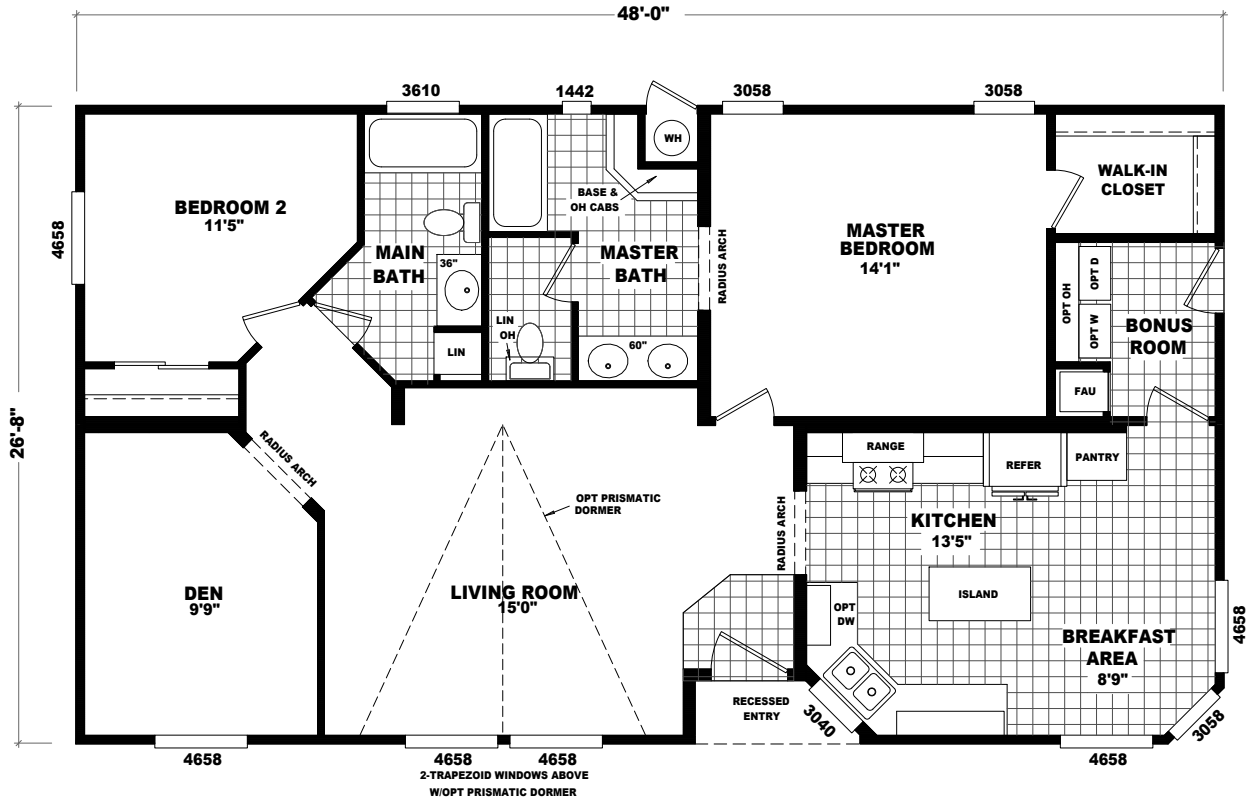 48'-0"
3610
1442
3058
3058
WH
WALK-IN
CLOSET
BASE &
OH CABS
BEDROOM 2
11'5"
4658
MAIN
BATH
36"
MASTER
BATH
RADIUS ARCH
MASTER
BEDROOM
14'1"
OPT OH
OPT D
OPT W
BONUS
ROOM
LIN
OH
60"
LIN
FAU
26'-8"
RADIUS ARCH
RANGE
REFER
PANTRY
OPT PRISMATIC
DORMER
RADIUS ARCH
KITCHEN
13'5"
DEN
9'9"
LIVING ROOM
15'0"
ISLAND
OPT
DW
BREAKFAST
AREA
8'9"
4658
RECESSED
ENTRY
3040
3058
4658
4658
4658
4658
2-TRAPEZOID WINDOWS ABOVE
W/OPT PRISMATIC DORMER